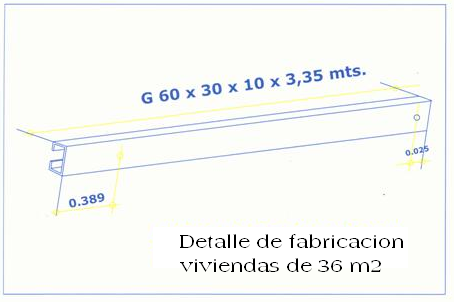 G 60 x 30 x 10 x 3,35 mts.
0.025
0.389
Detalle de fabricacion
viviendas de 36 m2